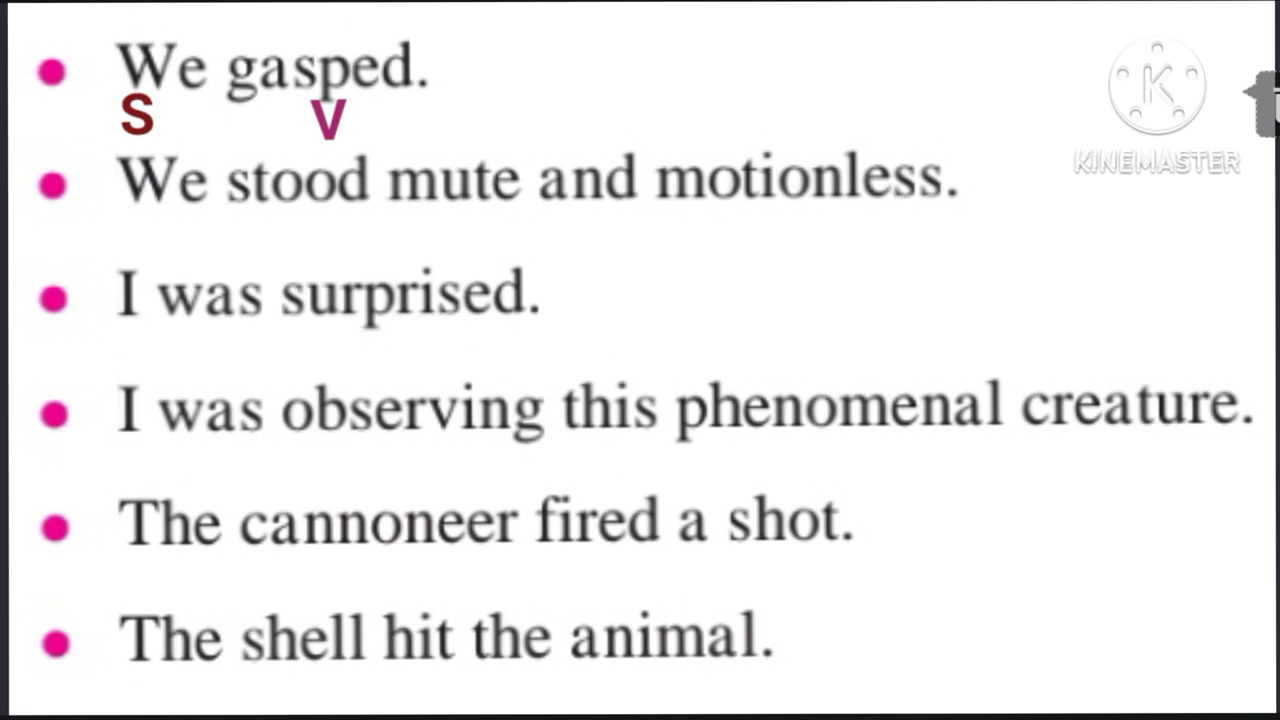 • We gasped.
S V
• We stood mute and motionless.
• I was surprised.
• I was observing this phenomenal creature.
• The cannoneer fired a shot.
• The shell hit the animal.
K
KINEMASTER